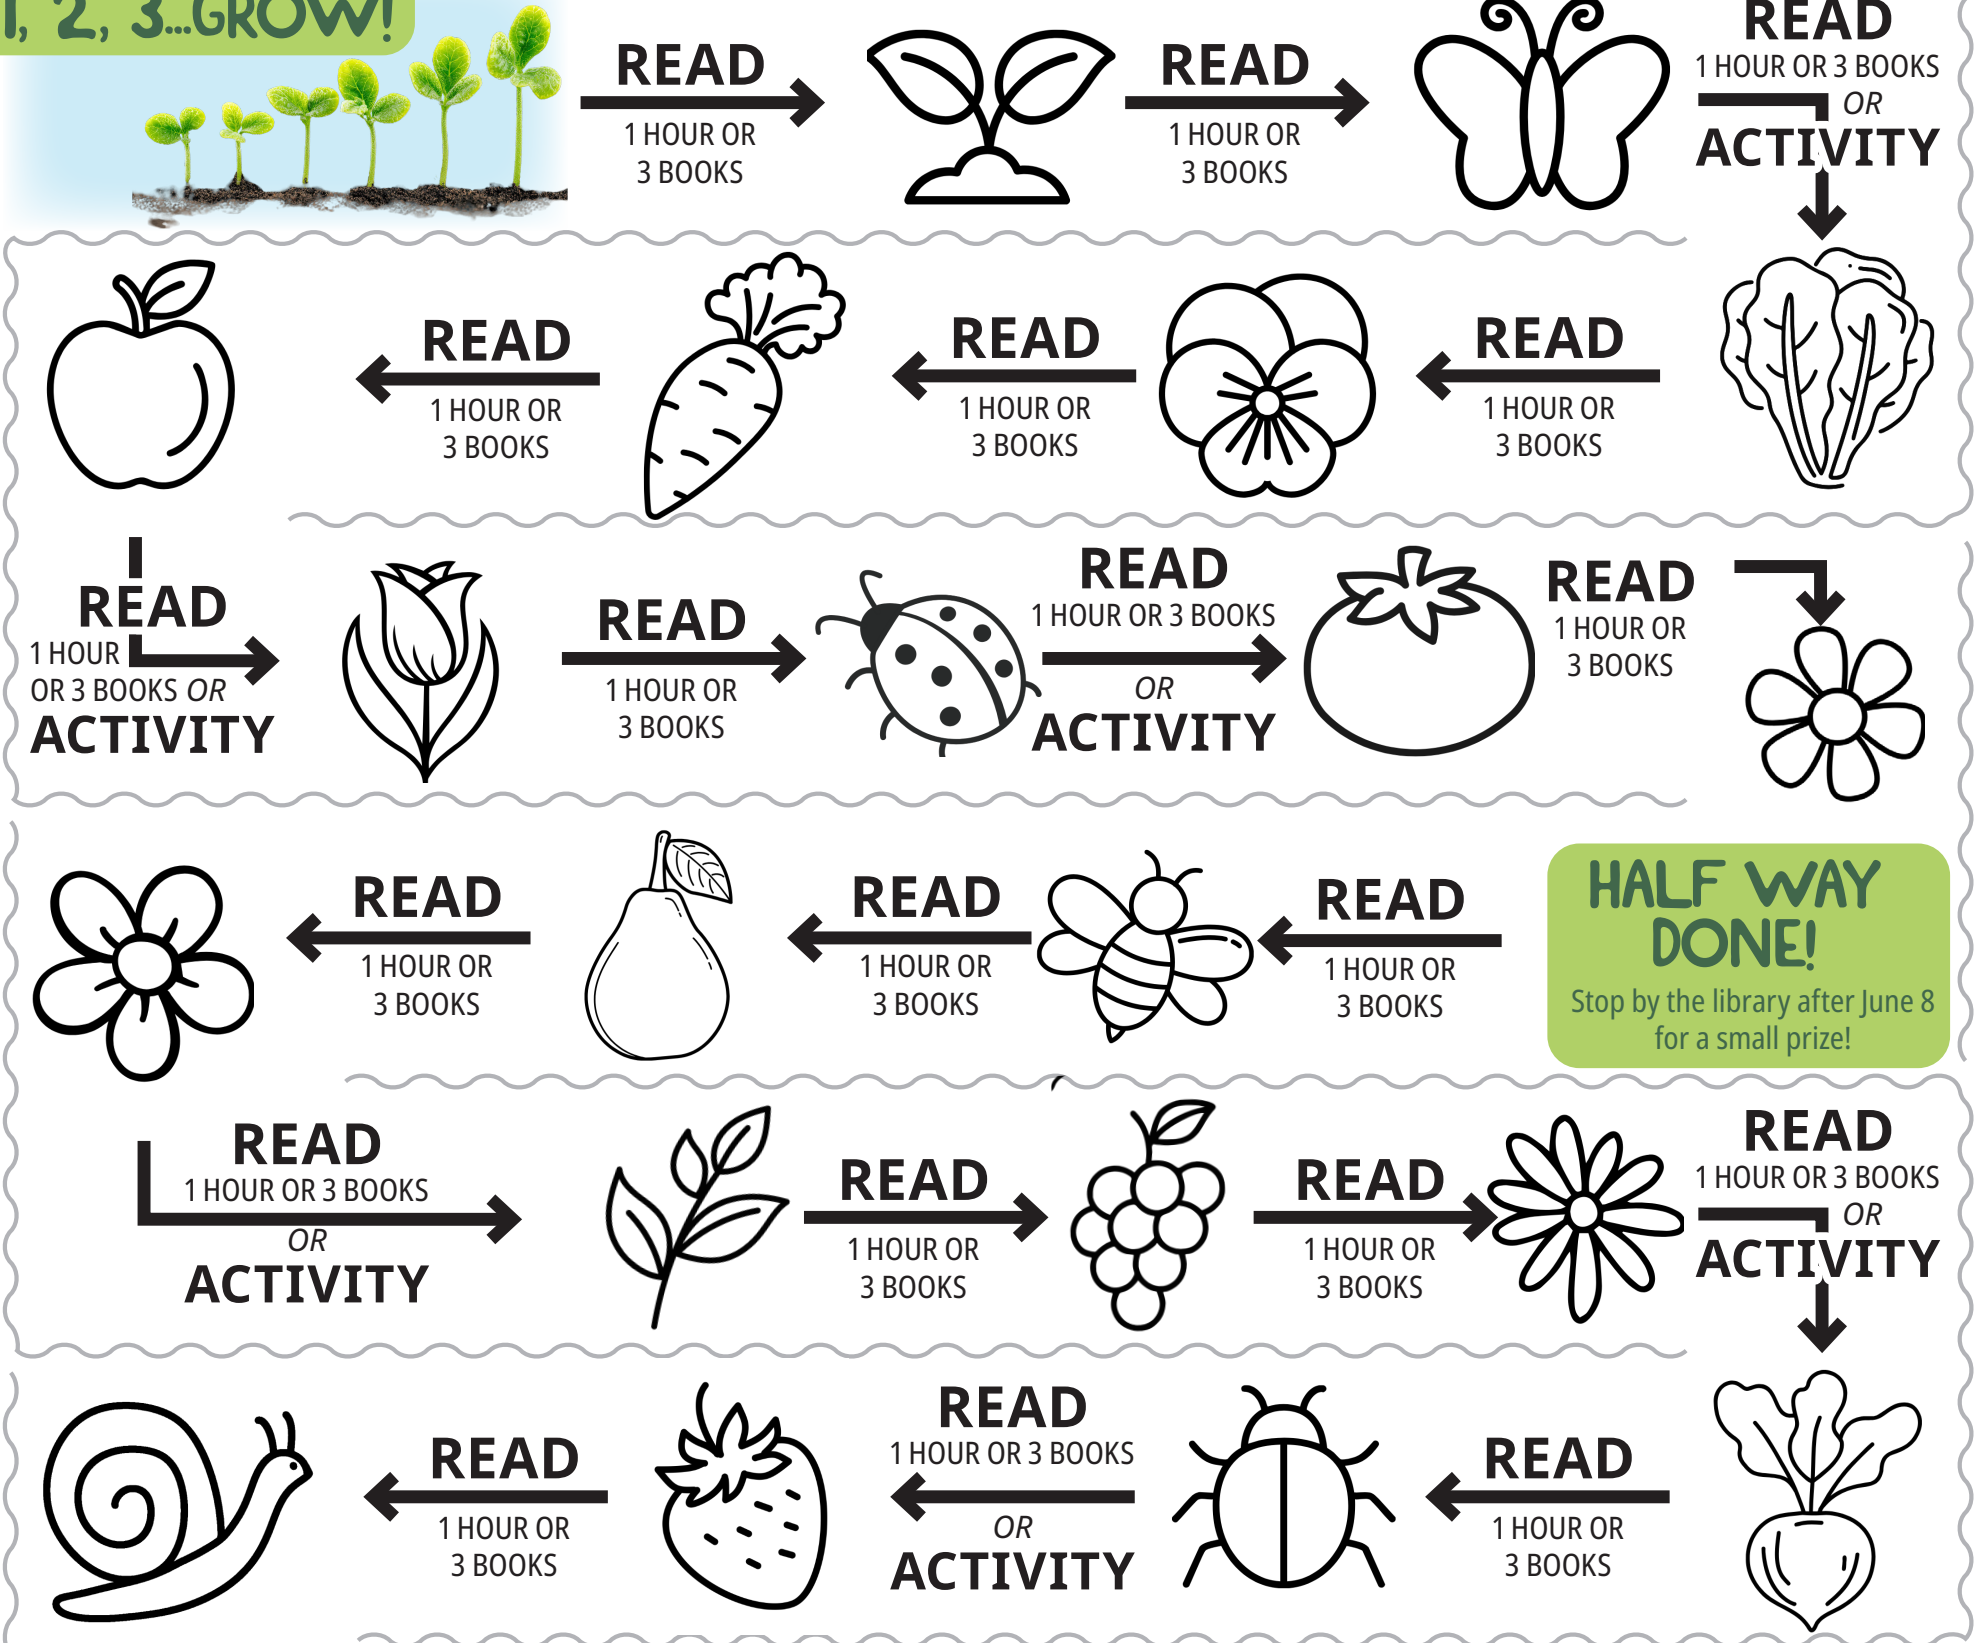 1, 2, 3...GROW!
READ
1 HOUR OR
3 BOOKS
READ
1 HOUR OR
3 BOOKS
READ
1 HOUR OR 3 BOOKS
OR
ACTIVITY
READ
1 HOUR OR
3 BOOKS
READ
1 HOUR OR
3 BOOKS
READ
1 HOUR OR
3 BOOKS
READ
1 HOUR
OR 3 BOOKS OR
ACTIVITY
READ
1 HOUR OR
3 BOOKS
READ
1 HOUR OR 3 BOOKS
OR
ACTIVITY
READ
1 HOUR OR
3 BOOKS
READ
1 HOUR OR
3 BOOKS
READ
1 HOUR OR
3 BOOKS
READ
1 HOUR OR
3 BOOKS
HALF WAY
DONE!
Stop by the library after June 8
for a small prize!
READ
1 HOUR OR 3 BOOKS
OR
ACTIVITY
READ
1 HOUR OR
3 BOOKS
READ
1 HOUR OR
3 BOOKS
READ
1 HOUR OR 3 BOOKS
OR
ACTIVITY
READ
1 HOUR OR
3 BOOKS
READ
1 HOUR OR 3 BOOKS
OR
ACTIVITY
READ
1 HOUR OR
3 BOOKS